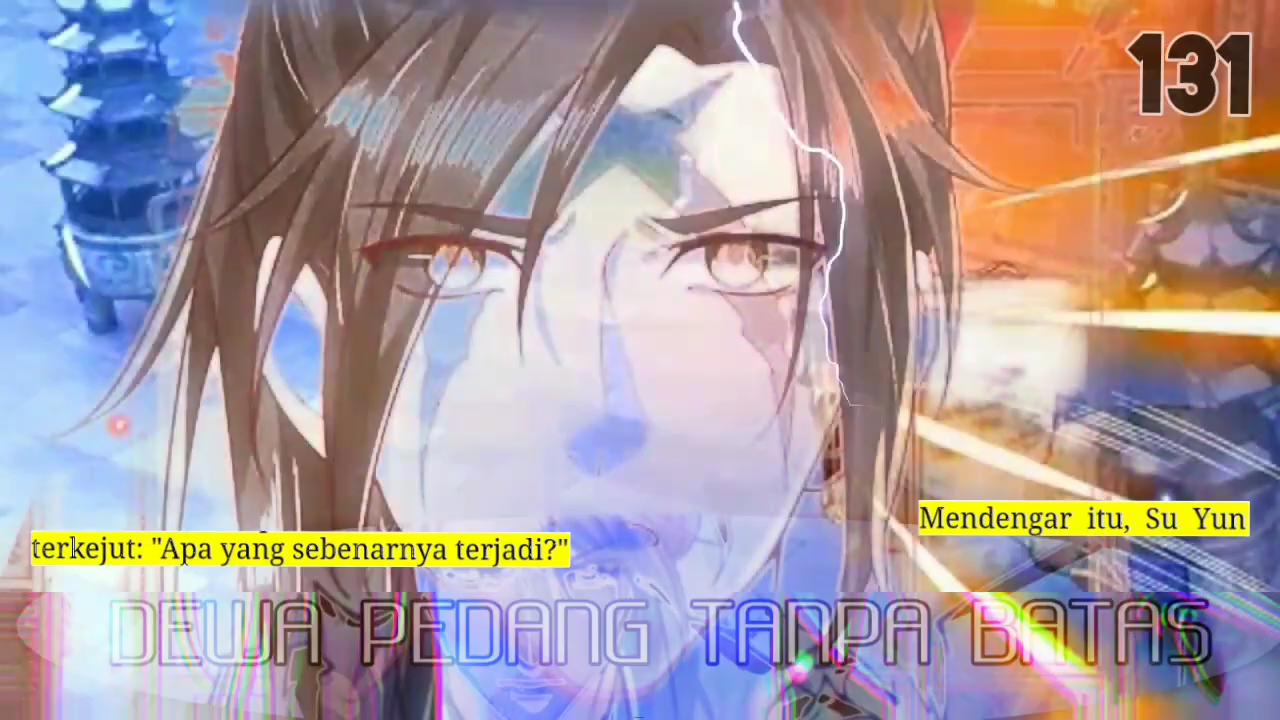 131
Mendengar itu, Su Yun
terkejut: "Apa yang sebenarnya terjadi?"
DEWA PEDANG TANPA BATAS